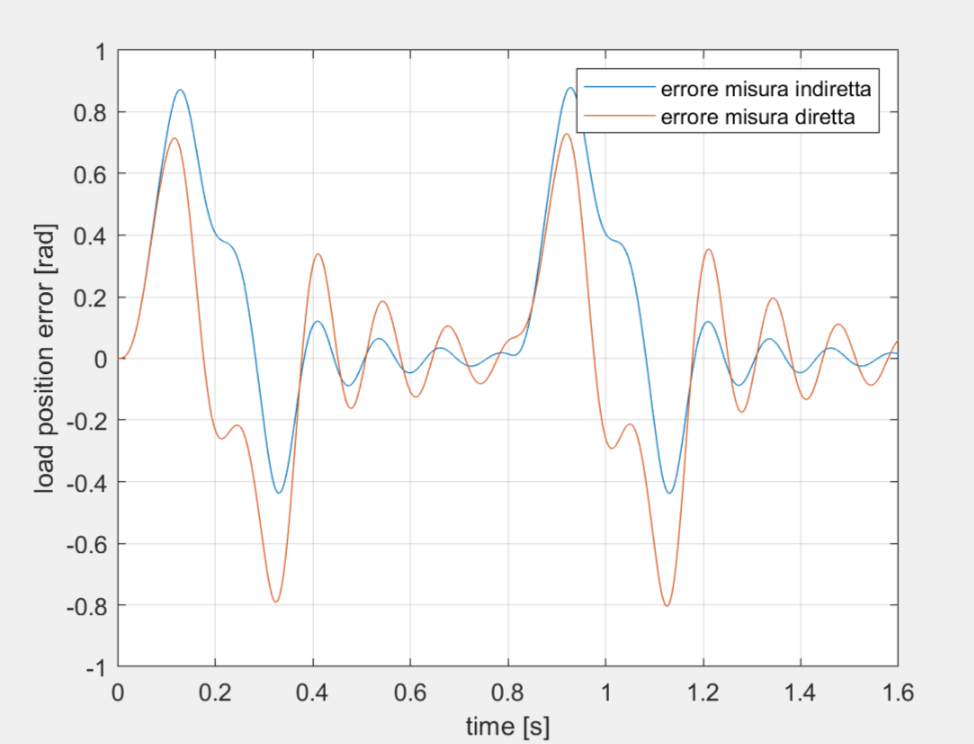 errore misura indiretta
errore misura diretta
load position error [rad]
1
0.8
0.6
0.4
0.2
0
-0.2
-0.4
-0.6
-0.8
-1
0 0.2 0.4 0.6 0.8 1 1.2 1.4 1.6
time [s]